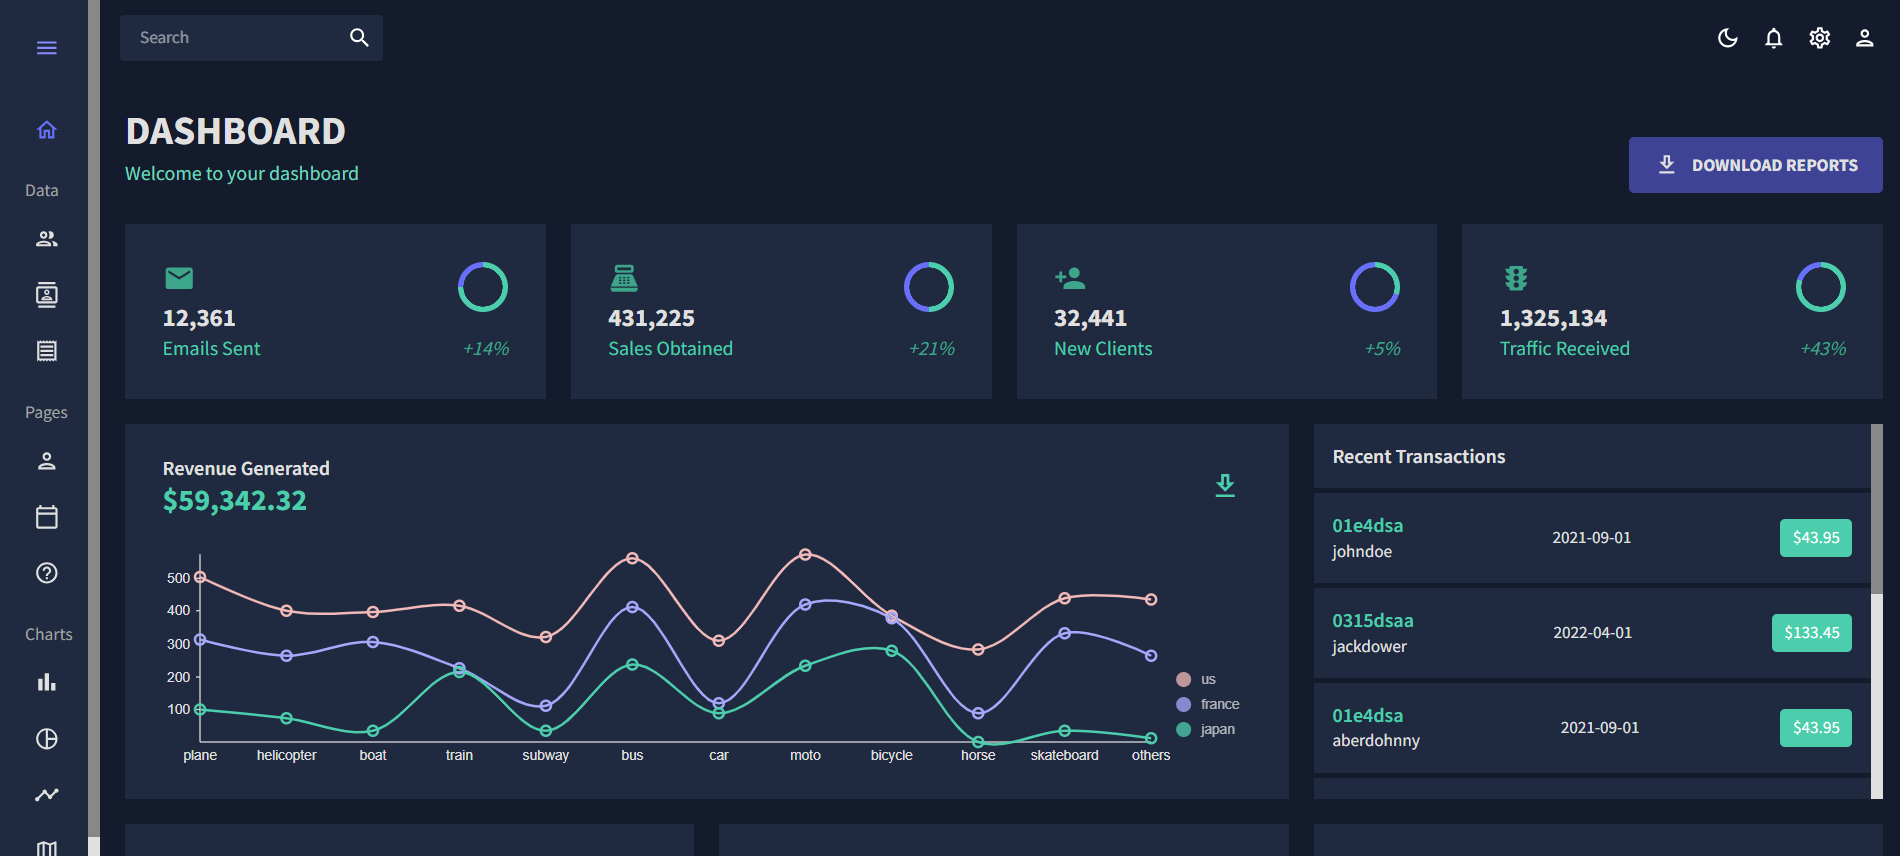 Search
DASHBOARD
Welcome to your dashboard
DOWNLOAD REPORTS
Data
Pages
Charts
12,361
Emails Sent
+14%
431,225
Sales Obtained
+21%
32,441
New Clients
+5%
1,325,134
Traffic Received
+43%
Revenue Generated
$59,342.32
500
400
300
200
100
plane helicopter boat train subway bus car moto bicycle horse skateboard others
us
france
japan
Recent Transactions
01e4dsa
johndoe
2021-09-01
$43.95
0315dsaa
jackdower
2022-04-01
$133.45
01e4dsa
aberdohnny
2021-09-01
$43.95